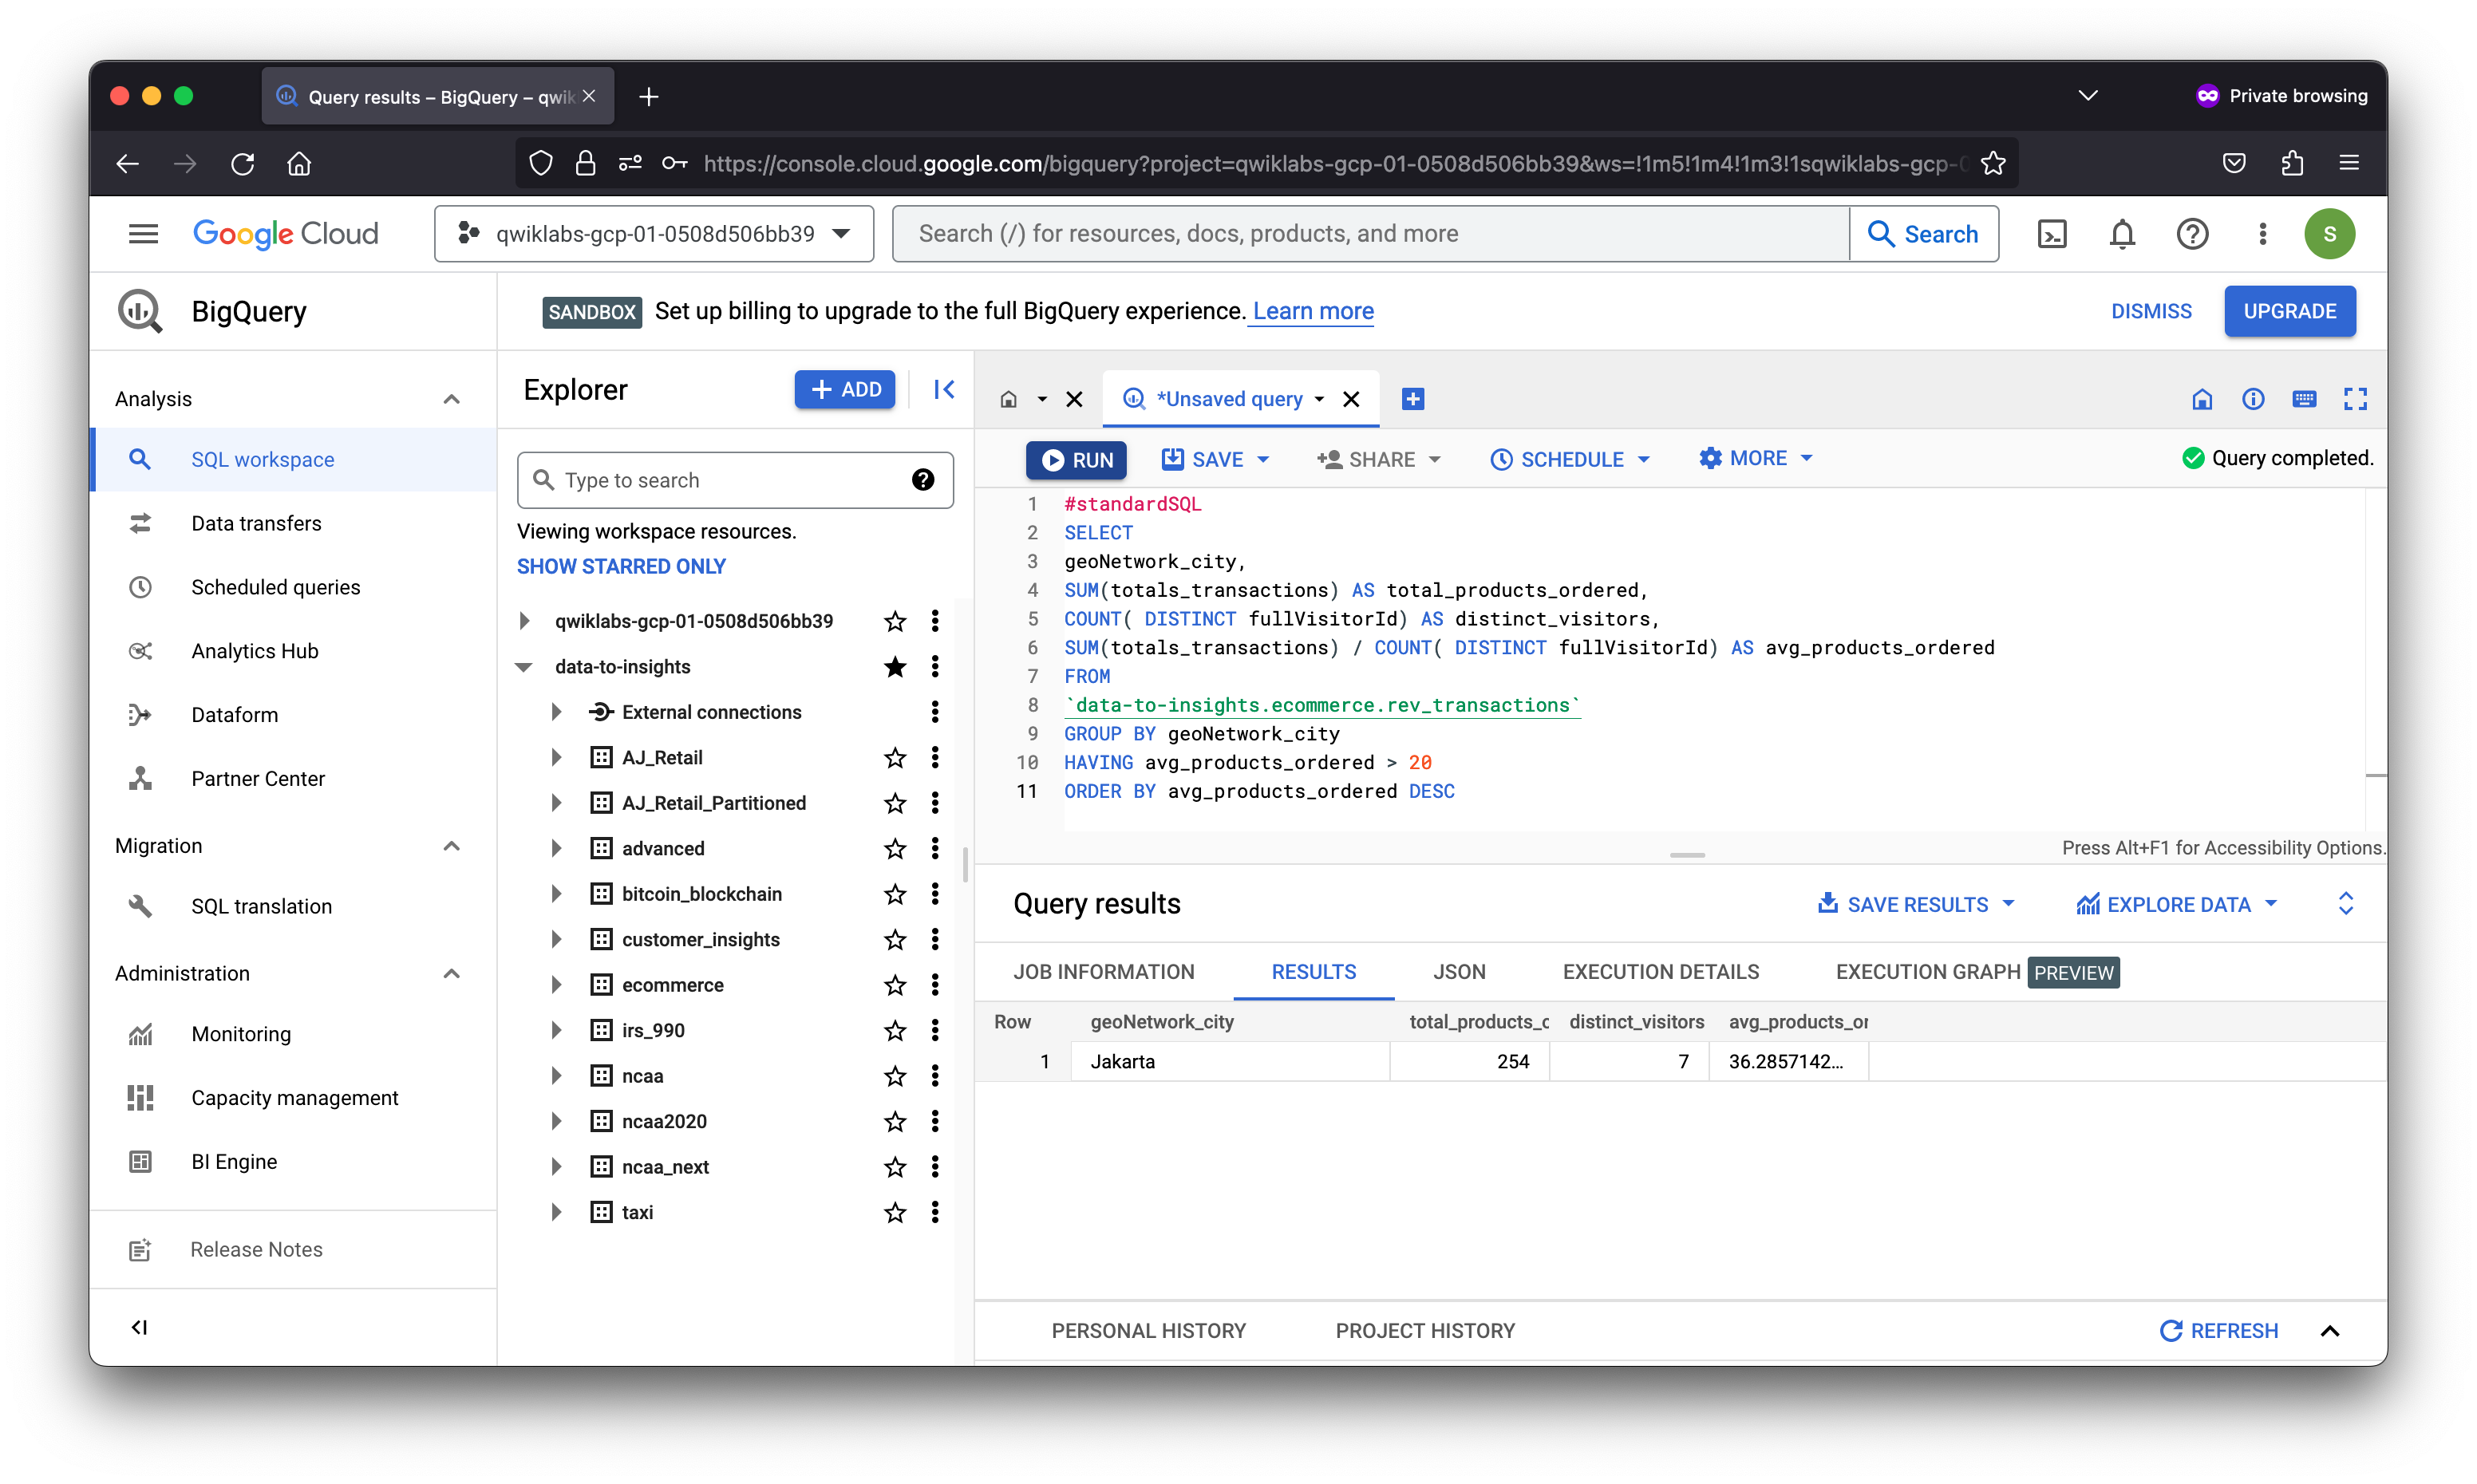 Query results – BigQuery – qwik
Private browsing
https://console.cloud.google.com/bigquery?project=qwiklabs-gcp-01-0508d506bb39&ws=!1m5!1m4!1m3!1sqwiklabs-gcp-0
Google Cloud
qwiklabs-gcp-01-0508d506bb39
Search (/) for resources, docs, products, and more
Search
S
BigQuery
SANDBOX Set up billing to upgrade to the full BigQuery experience. Learn more
DISMISS
UPGRADE
Analysis
SQL workspace
Data transfers
Scheduled queries
Analytics Hub
Dataform
Partner Center
Migration
SQL translation
Administration
Monitoring
Capacity management
BI Engine
Release Notes
Explorer
+ ADD
Type to search
Viewing workspace resources.
SHOW STARRED ONLY
qwiklabs-gcp-01-0508d506bb39
data-to-insights
External connections
AJ_Retail
AJ_Retail_Partitioned
advanced
bitcoin_blockchain
customer_insights
ecommerce
irs_990
ncaa
ncaa2020
ncaa_next
taxi
*Unsaved query
RUN
SAVE
SHARE
SCHEDULE
MORE
Query completed.
1 #standardSQL
2 SELECT
3 geoNetwork_city,
4 SUM(totals_transactions) AS total_products_ordered,
5 COUNT( DISTINCT fullVisitorId) AS distinct_visitors,
6 SUM(totals_transactions) / COUNT( DISTINCT fullVisitorId) AS avg_products_ordered
7 FROM
8 `data-to-insights.ecommerce.rev_transactions`
9 GROUP BY geoNetwork_city
10 HAVING avg_products_ordered > 20
11 ORDER BY avg_products_ordered DESC
Press Alt+F1 for Accessibility Options.
Query results
SAVE RESULTS
EXPLORE DATA
JOB INFORMATION
RESULTS
JSON
EXECUTION DETAILS
EXECUTION GRAPH PREVIEW
Row geoNetwork_city total_products_o distinct_visitors avg_products_or
1 Jakarta 254 7 36.2857142...
PERSONAL HISTORY
PROJECT HISTORY
REFRESH